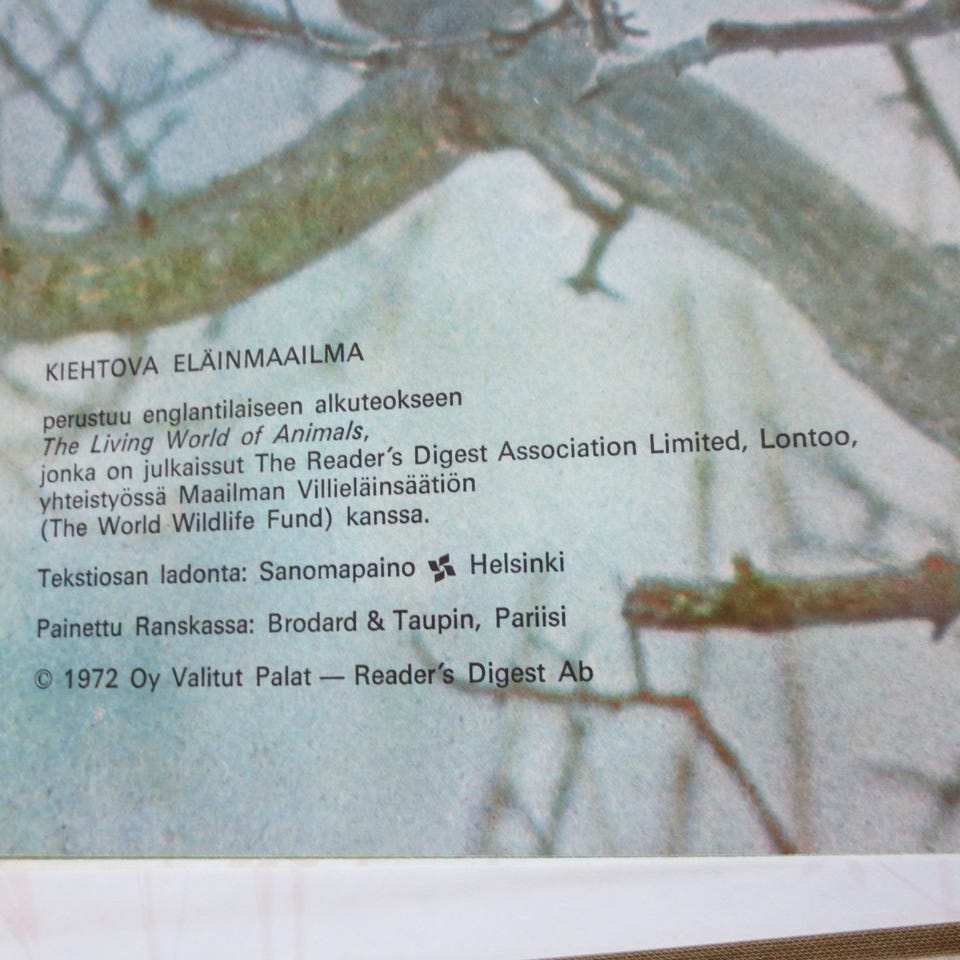 KIEHTOVA ELÄINMAAILMA
perustuu englantilaiseen alkuteokseen
The Living World of Animals,
jonka on julkaissut The Reader's Digest Association Limited, Lontoo,
yhteistyössä Maailman Villieläinsäätiön
(The World Wildlife Fund) kanssa.
Tekstiosan ladonta: Sanomapaino Helsinki
Painettu Ranskassa: Brodard & Taupin, Pariisi
© 1972 Oy Valitut Palat — Reader's Digest Ab